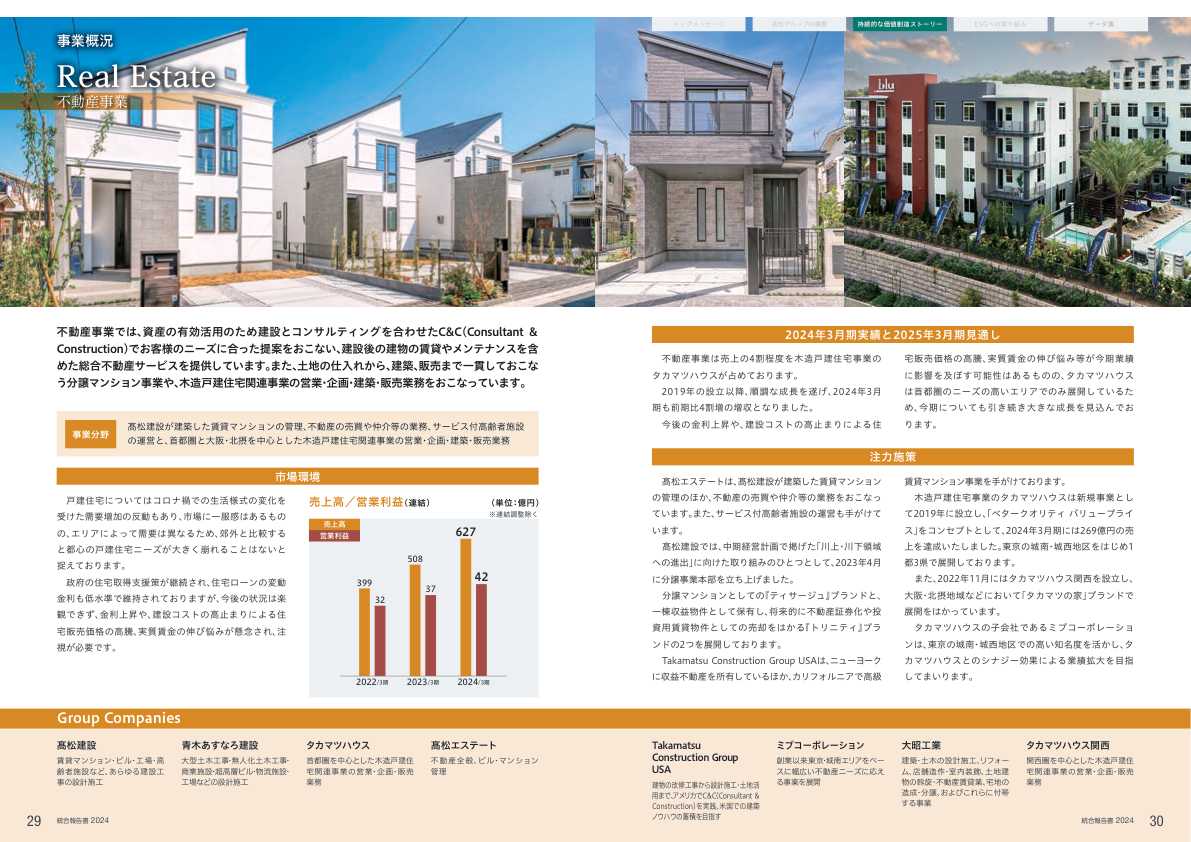 トップメッセージ
髙松グループの概要
持続的な価値創造ストーリー
ESGへの取り組み
データ集
事業概況
Real Estate
不動産事業
blu
不動産事業では、資産の有効活用のため建設とコンサルティングを合わせたC&C(Consultant &
Construction)でお客様のニーズに合った提案をおこない、建設後の建物の賃貸やメンテナンスを含
めた総合不動産サービスを提供しています。また、土地の仕入れから、建築、販売まで一貫しておこな
う分譲マンション事業や、木造戸建住宅関連事業の営業・企画・建築・販売業務をおこなっています。
事業分野
髙松建設が建築した賃貸マンションの管理、不動産の売買や仲介等の業務、サービス付高齢者施設
の運営と、首都圏と大阪・北摂を中心とした木造戸建住宅関連事業の営業・企画・建築・販売業務
市場環境
戸建住宅についてはコロナ禍での生活様式の変化を
受けた需要増加の反動もあり、市場に一服感はあるもの
の、エリアによって需要は異なるため、郊外と比較する
と都心の戸建住宅ニーズが大きく崩れることはないと
捉えております。
政府の住宅取得支援策が継続され、住宅ローンの変動
金利も低水準で維持されておりますが、今後の状況は楽
観できず、金利上昇や、建設コストの高止まりによる住
宅販売価格の高騰、実質賃金の伸び悩みが懸念され、注
視が必要です。
売上高／営業利益(連結)
(単位：億円)
※連結調整除く
売上高
営業利益
399
32
508
37
627
42
2022/3期
2023/3期
2024/3期
2024年3月期実績と2025年3月期見通し
不動産事業は売上の4割程度を木造戸建住宅事業の
タカマツハウスが占めております。
2019年の設立以降、順調な成長を遂げ、2024年3月
期も前期比4割増の増収となりました。
今後の金利上昇や、建設コストの高止まりによる住
宅販売価格の高騰、実質賃金の伸び悩み等が今期業績
に影響を及ぼす可能性はあるものの、タカマツハウス
は首都圏のニーズの高いエリアでのみ展開しているた
め、今期についても引き続き大きな成長を見込んでお
ります。
注力施策
髙松エステートは、髙松建設が建築した賃貸マンション
の管理のほか、不動産の売買や仲介等の業務をおこなっ
ています。また、サービス付高齢者施設の運営も手がけて
います。
髙松建設では、中期経営計画で掲げた「川上・川下領域
への進出」に向けた取り組みのひとつとして、2023年4月
に分譲事業本部を立ち上げました。
分譲マンションとしての『ティサージュ』ブランドと、
一棟収益物件として保有し、将来的に不動産証券化や投
資用賃貸物件としての売却をはかる『トリニティ』ブラ
ンドの2つを展開しております。
Takamatsu Construction Group USAは、ニューヨーク
に収益不動産を所有しているほか、カリフォルニアで高級
賃貸マンション事業を手がけております。
木造戸建住宅事業のタカマツハウスは新規事業とし
て2019年に設立し、「ベタークオリティ バリュープライ
ス」をコンセプトとして、2024年3月期には269億円の売
上を達成いたしました。東京の城南・城西地区をはじめ1
都3県で展開しております。
また、2022年11月にはタカマツハウス関西を設立し、
大阪・北摂地域などにおいて「タカマツの家」ブランドで
展開をはかっています。
タカマツハウスの子会社であるミブコーポレーショ
ンは、東京の城南・城西地区での高い知名度を活かし、タ
カマツハウスとのシナジー効果による業績拡大を目指
してまいります。
Group Companies
髙松建設
賃貸マンション・ビル・工場・高
齢者施設など、あらゆる建設工
事の設計施工
青木あすなろ建設
大型土木工事・無人化土木工事・
商業施設・超高層ビル・物流施設・
工場などの設計施工
タカマツハウス
首都圏を中心とした木造戸建住
宅関連事業の営業・企画・販売
業務
髙松エステート
不動産全般、ビル・マンション
管理
Takamatsu
Construction Group
USA
建物の改修工事から設計施工・土地活
用まで、アメリカでC&C(Consultant &
Construction)を実践、米国での建築
ノウハウの蓄積を目指す
ミブコーポレーション
創業以来東京・城南エリアをベー
スに幅広い不動産ニーズに応え
る事業を展開
大昭工業
建築・土木の設計施工、リフォー
ム、店舗造作・室内装飾、土地建
物の斡旋・不動産賃貸業、宅地の
造成・分譲、およびこれらに付帯
する事業
タカマツハウス関西
関西圏を中心とした木造戸建住
宅関連事業の営業・企画・販売
業務
29
統合報告書 2024
統合報告書 2024
30